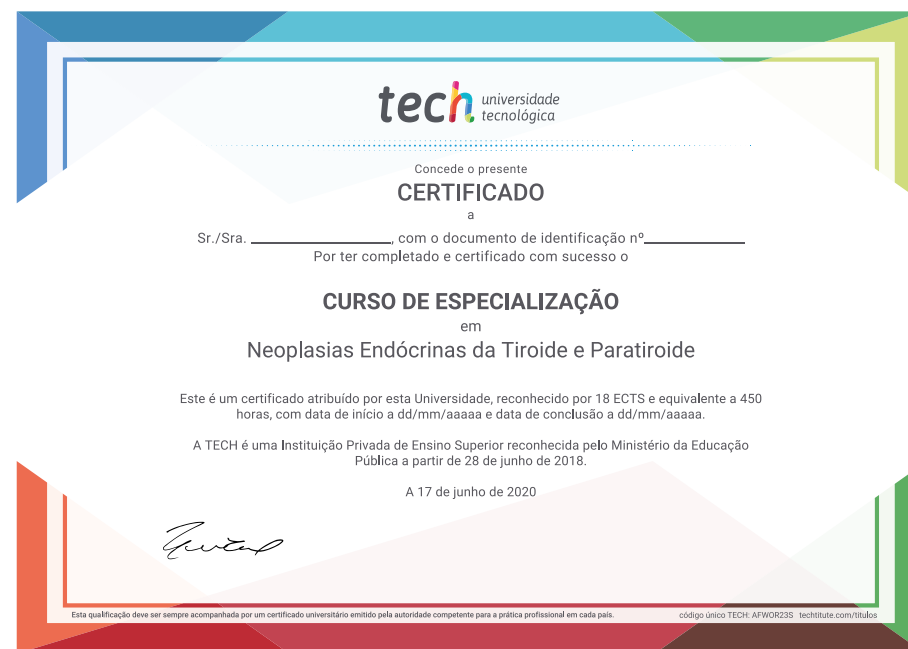 tech universidade
tecnológica
Concede o presente
CERTIFICADO
a
Sr./Sra. ____________, com o documento de identificação nº____________
Por ter completado e certificado com sucesso o
CURSO DE ESPECIALIZAÇÃO
em
Neoplasias Endócrinas da Tiroide e Paratiroide
Este é um certificado atribuído por esta Universidade, reconhecido por 18 ECTS e equivalente a 450
horas, com data de início a dd/mm/aaaaa e data de conclusão a dd/mm/aaaaa.
A TECH é uma Instituição Privada de Ensino Superior reconhecida pelo Ministério da Educação
Pública a partir de 28 de junho de 2018.
A 17 de junho de 2020
Esta qualificação deve ser sempre acompanhada por um certificado universitário emitido pela autoridade competente para a prática profissional em cada país.
código único TECH: AFWOR23S techtitute.com/titulos